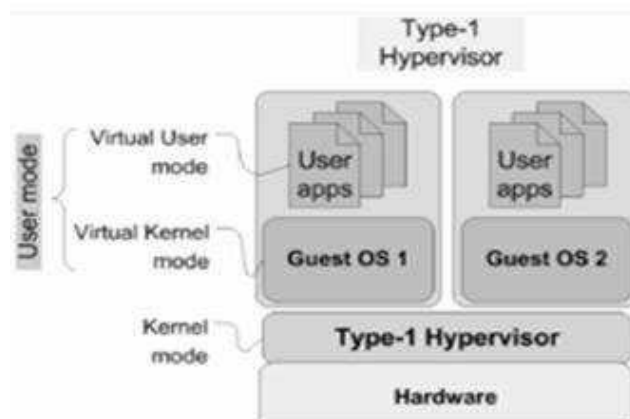 Type-1
Hypervisor
User mode
Virtual User
mode
User
apps
User
apps
Virtual Kernel
mode
Guest OS 1
Guest OS 2
Kernel
mode
Type-1 Hypervisor
Hardware